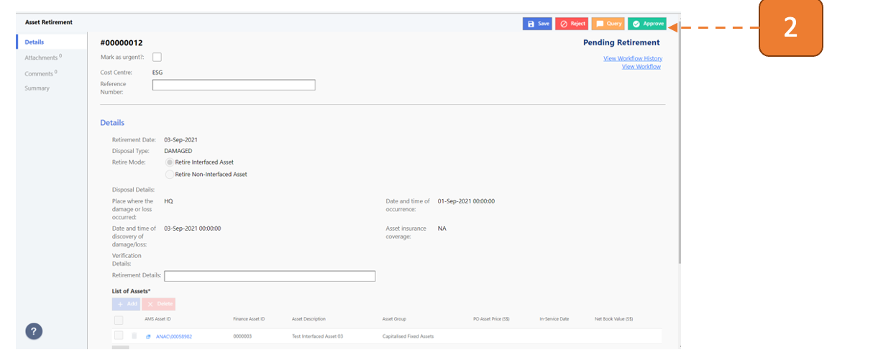 Asset Retirement
Save Reject Query Approve
2
Details
Attachments 0
Comments 0
Summary
#00000012
Pending Retirement
Mark as urgent?:
View Workflow History
View Workflow
Cost Centre: ESG
Reference
Number:
Details
Retirement Date: 03-Sep-2021
Disposal Type: DAMAGED
Retire Mode: Retire Interfaced Asset
Retire Non-Interfaced Asset
Disposal Details:
Place where the
damage or loss
occurred: HQ
Date and time of
occurrence: 01-Sep-2021 00:00:00
Date and time of
discovery of
damage/loss: 03-Sep-2021 00:00:00
Asset insurance
coverage: NA
Verification
Details:
Retirement Details:
List of Assets*
+ Add Delete
AMS Asset ID Finance Asset ID Asset Description Asset Group PO Asset Price (S$) In-Service Date Net Book Value (S$)
0000003 Test Interfaced Asset 03 Capitalised Fixed Assets
?